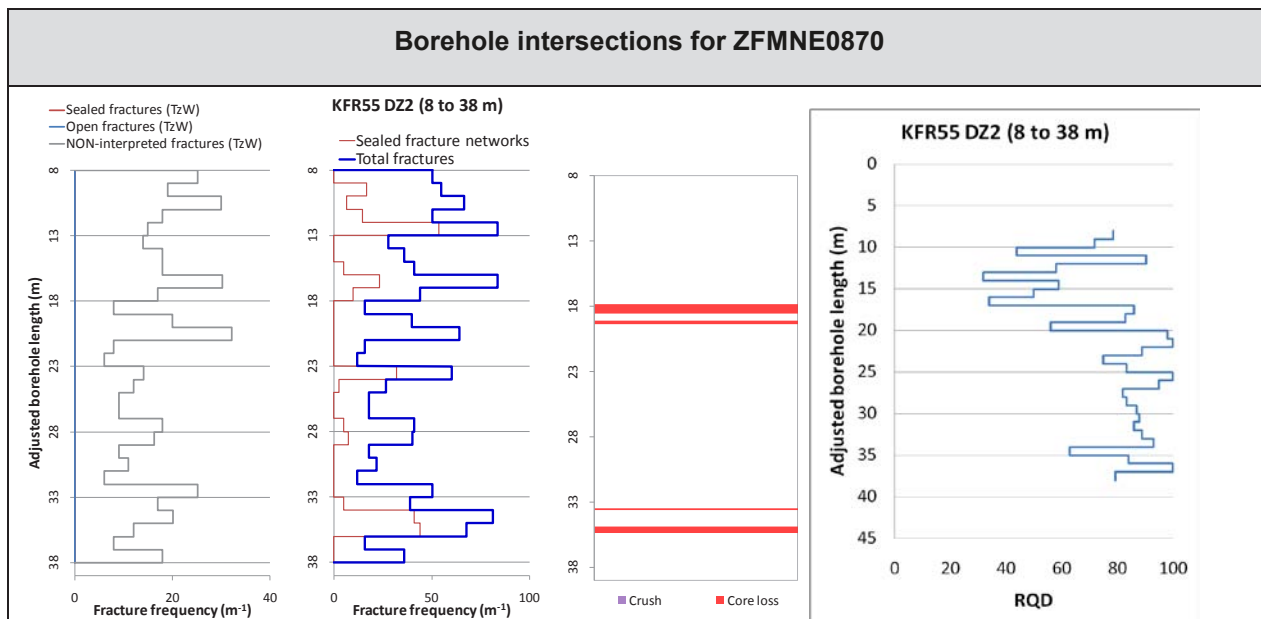 Borehole intersections for ZFMNE0870
Sealed fractures (TzW)
Open fractures (TzW)
NON-interpreted fractures (TzW)
8
13
18
23
28
33
38
Adjusted borehole length (m)
0
20
40
Fracture frequency (m⁻¹)
KFR55 DZ2 (8 to 38 m)
Sealed fracture networks
Total fractures
8
13
18
23
28
33
38
0
50
100
Fracture frequency (m⁻¹)
8
13
18
23
28
33
38
Crush
Core loss
KFR55 DZ2 (8 to 38 m)
0
5
10
15
20
25
30
35
40
45
Adjusted borehole length (m)
0
20
40
60
80
100
RQD